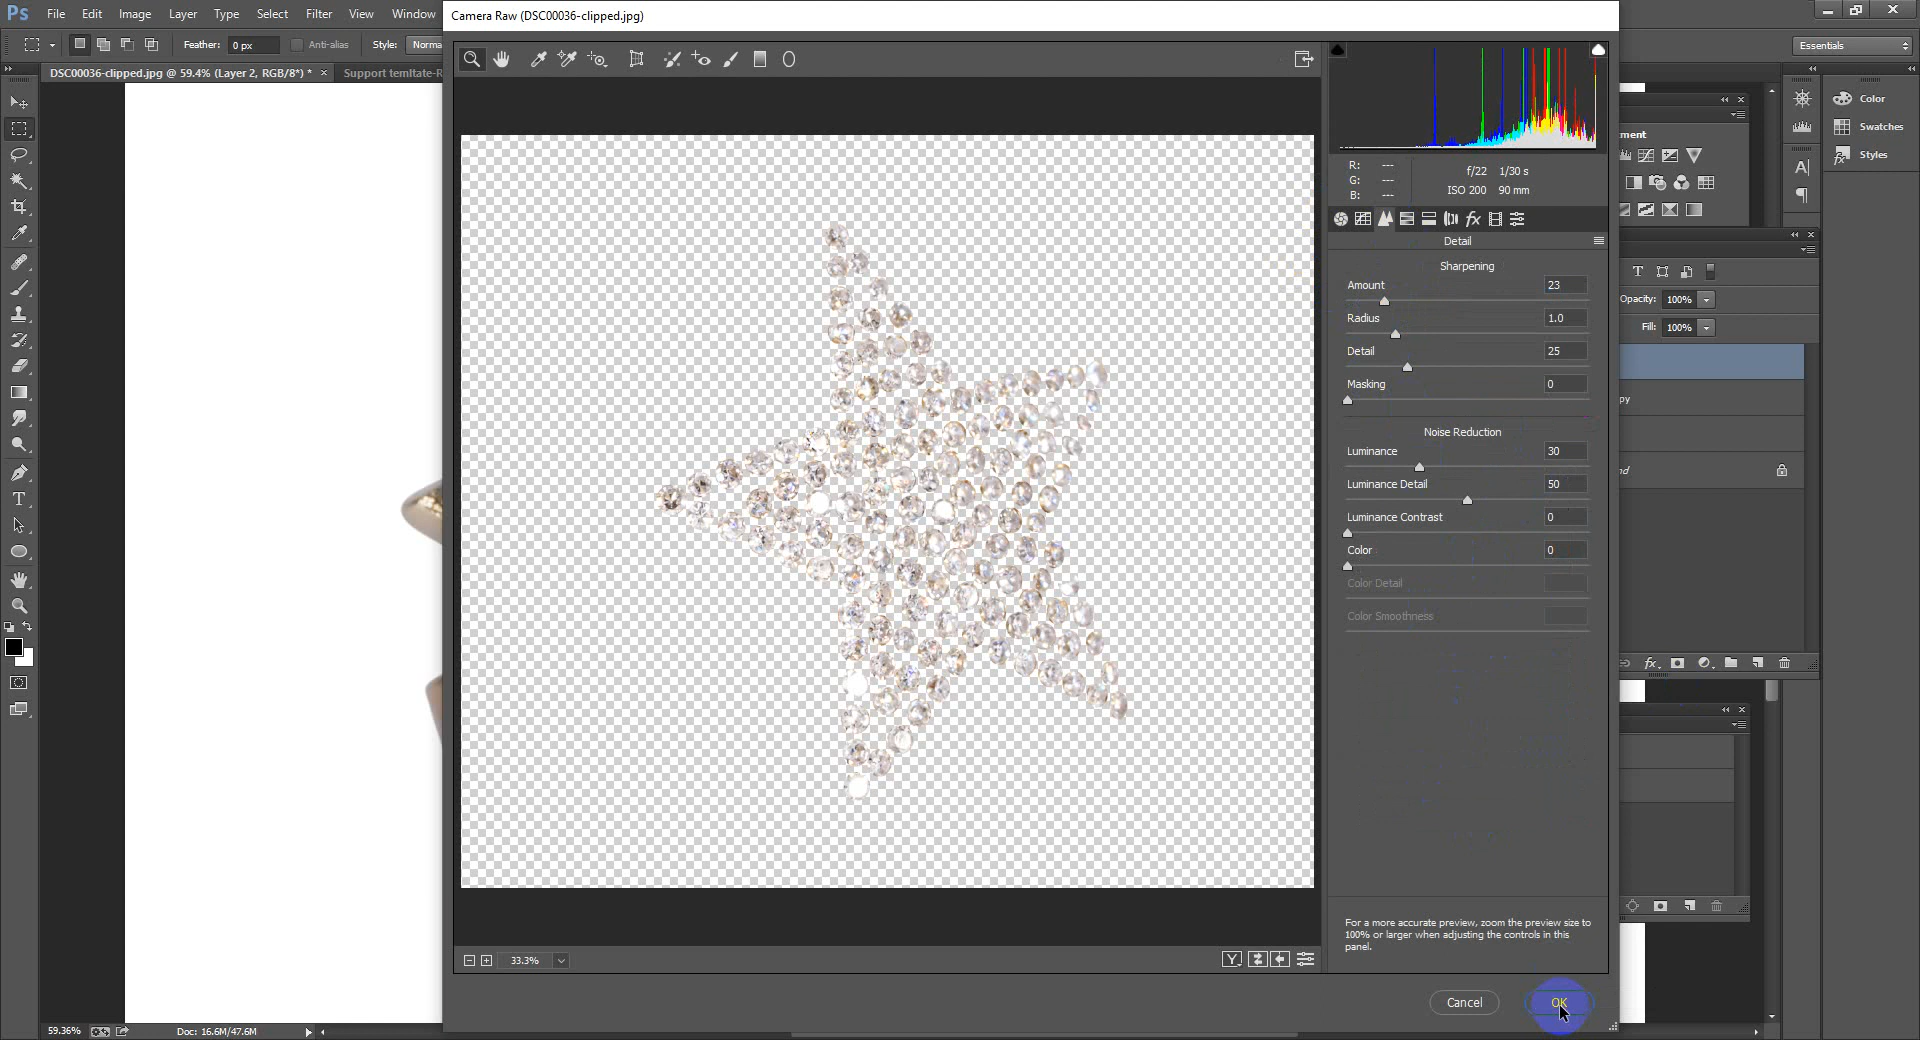 Ps File Edit Image Layer Type Select Filter View Window
Camera Raw (DSC00036-clipped.jpg)
Feather: 0 px Anti-alias Style: Norma
Essentials
DSC00036-clipped.jpg @ 59.4% (Layer 2, RGB/8*) * × Support temltate-R
Color
Swatches
Styles
ment
R: ---
G: ---
B: ---
f/22 1/30 s
ISO 200 90 mm
Detail
Sharpening
Amount 23
Radius 1.0
Detail 25
Masking 0
Noise Reduction
Luminance 30
Luminance Detail 50
Luminance Contrast 0
Color 0
Color Detail
Color Smoothness
Opacity: 100%
Fill: 100%
py
nd
For a more accurate preview, zoom the preview size to
100% or larger when adjusting the controls in this
panel.
33.3%
Y
Cancel OK
59.36% Doc: 16.6M/47.6M